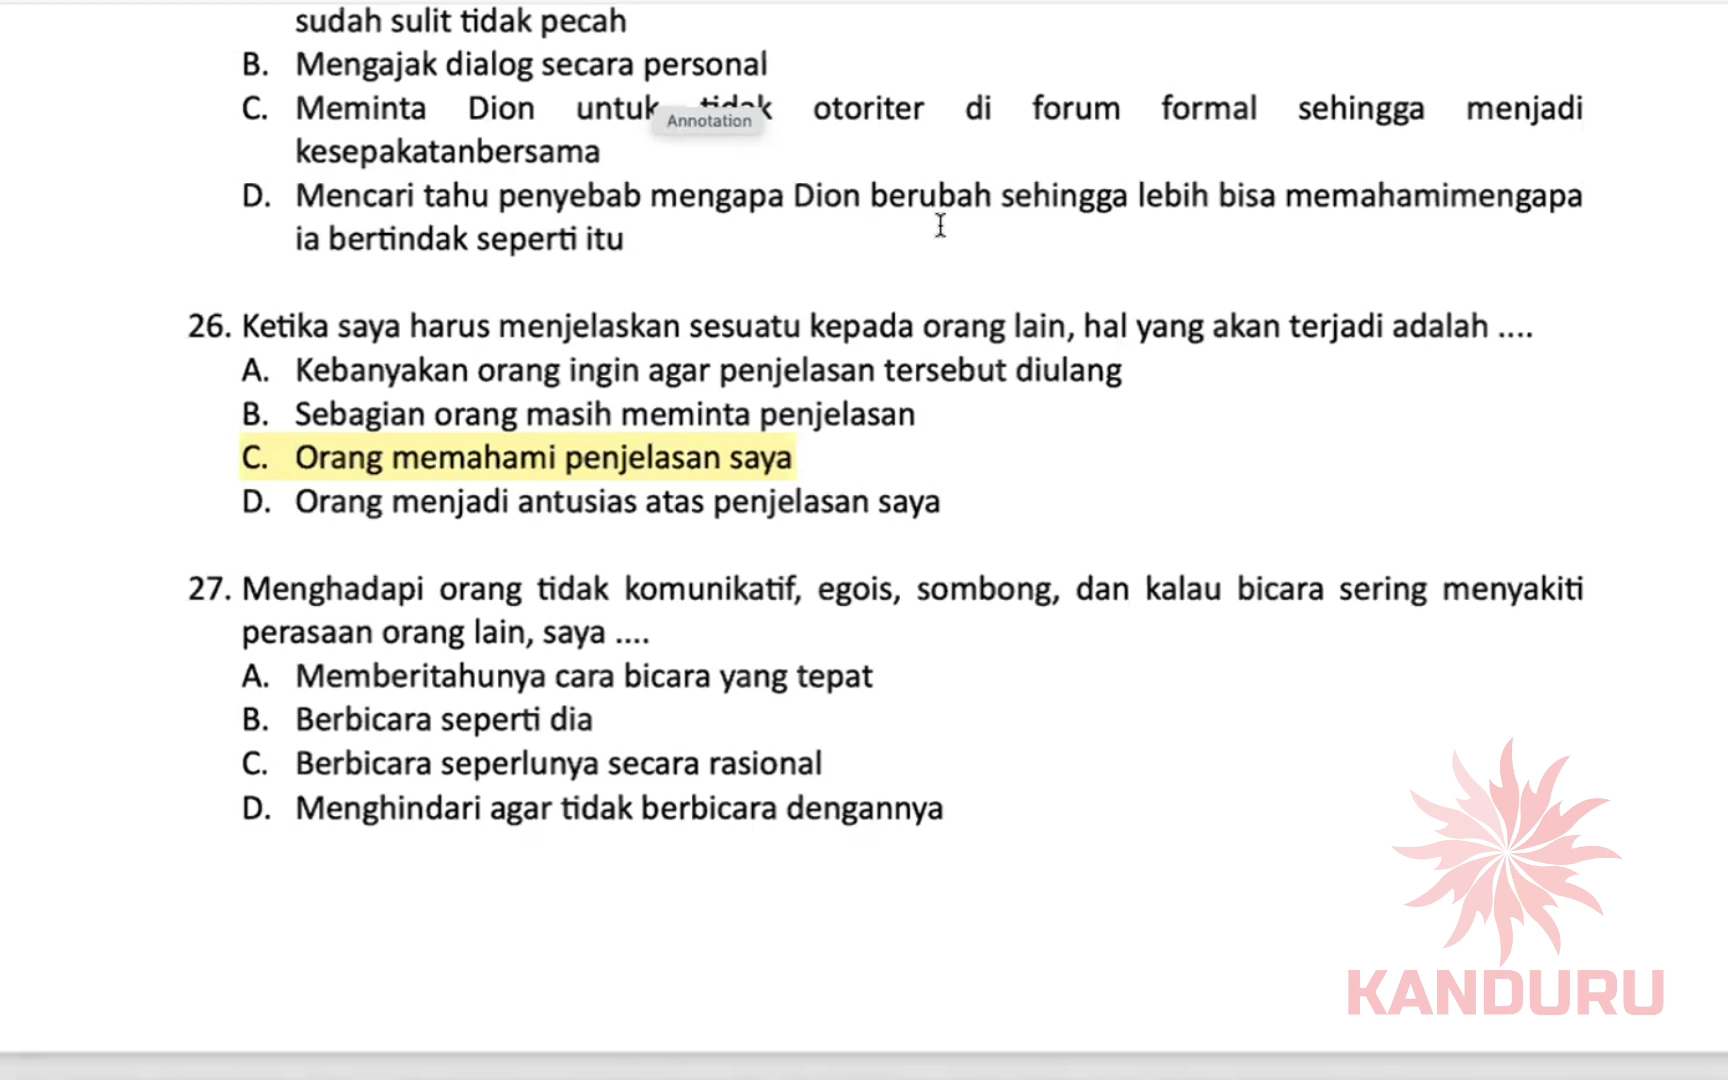 sudah sulit tidak pecah
B. Mengajak dialog secara personal
C. Meminta Dion untuk tidak otoriter di forum formal sehingga menjadi
Annotation
kesepakatanbersama
D. Mencari tahu penyebab mengapa Dion berubah sehingga lebih bisa memahamimengapa
ia bertindak seperti itu
26. Ketika saya harus menjelaskan sesuatu kepada orang lain, hal yang akan terjadi adalah ....
A. Kebanyakan orang ingin agar penjelasan tersebut diulang
B. Sebagian orang masih meminta penjelasan
C. Orang memahami penjelasan saya
D. Orang menjadi antusias atas penjelasan saya
27. Menghadapi orang tidak komunikatif, egois, sombong, dan kalau bicara sering menyakiti
perasaan orang lain, saya ....
A. Memberitahunya cara bicara yang tepat
B. Berbicara seperti dia
C. Berbicara seperlunya secara rasional
D. Menghindari agar tidak berbicara dengannya
KANDURU